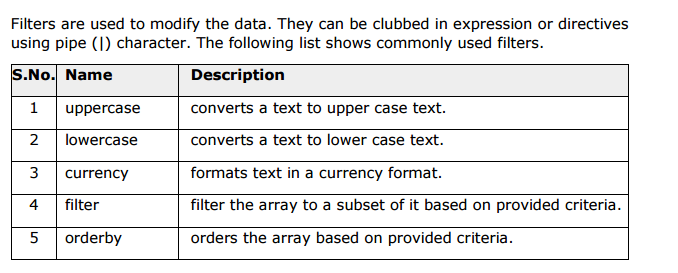 Filters are used to modify the data. They can be clubbed in expression or directives
using pipe (|) character. The following list shows commonly used filters.
S.No. Name Description
1 uppercase converts a text to upper case text.
2 lowercase converts a text to lower case text.
3 currency formats text in a currency format.
4 filter filter the array to a subset of it based on provided criteria.
5 orderby orders the array based on provided criteria.